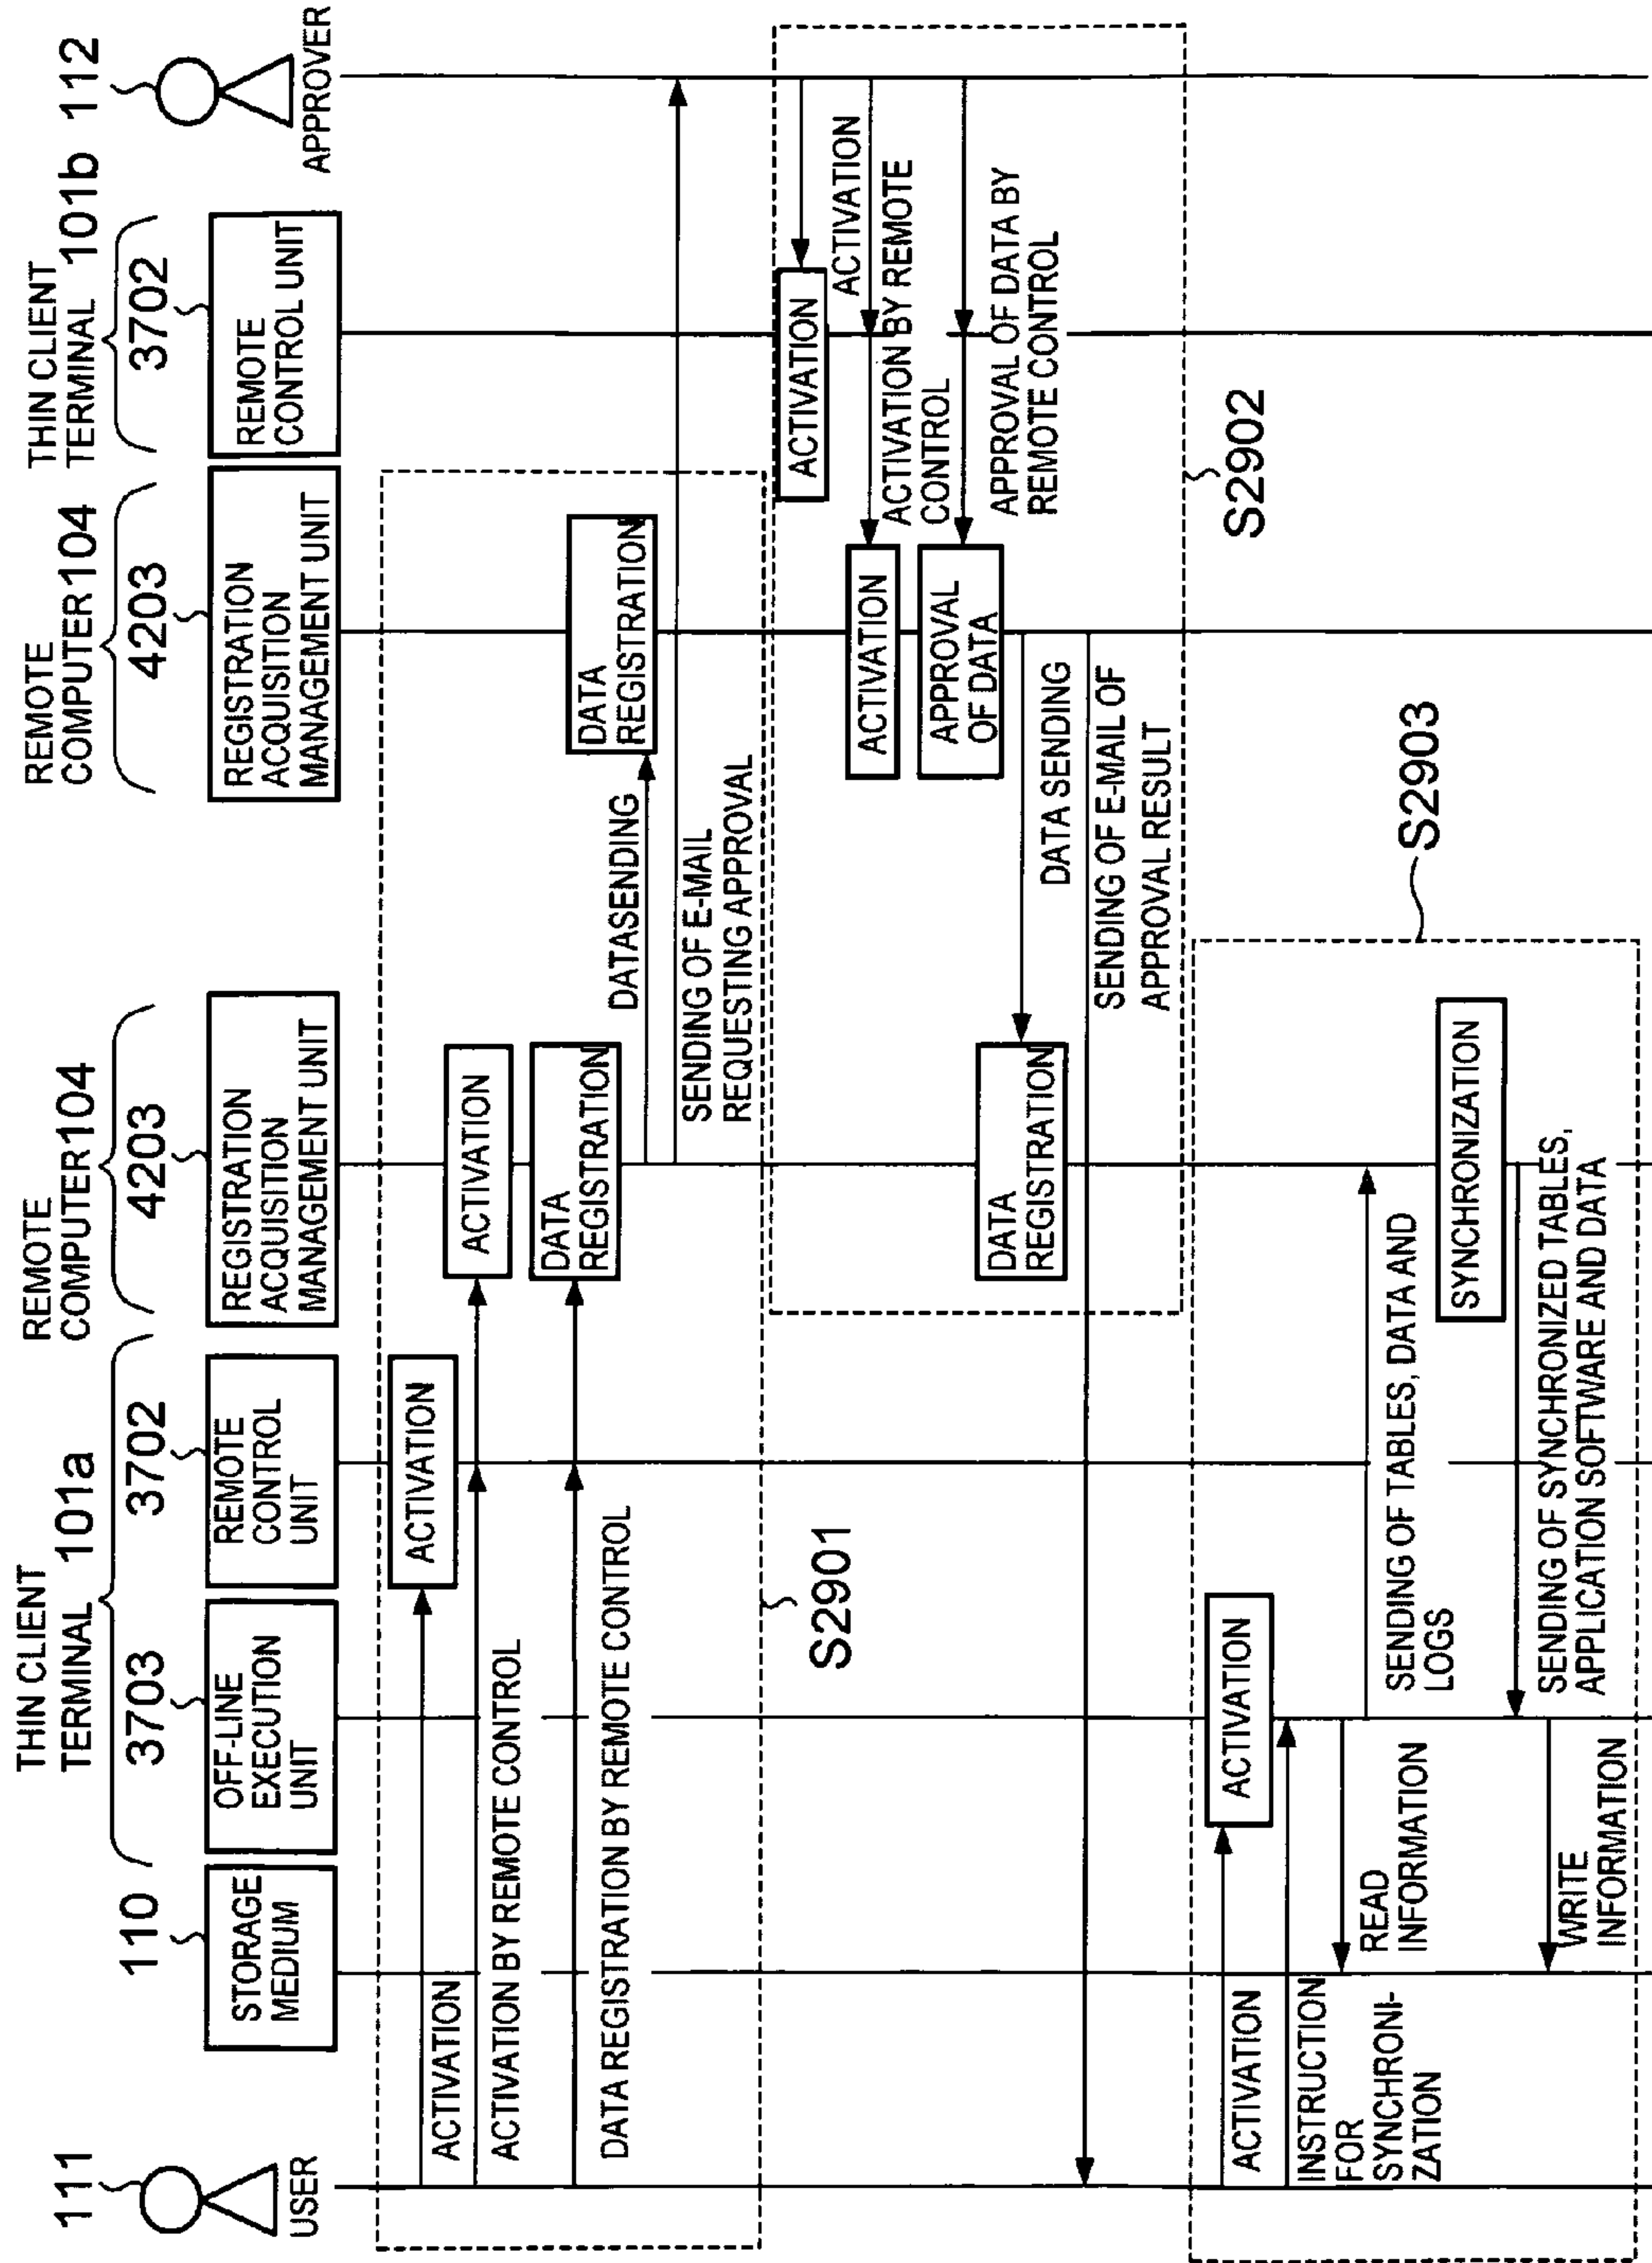 111
USER
110
STORAGE
MEDIUM
THIN CLIENT
TERMINAL 101a
3703
OFF-LINE
EXECUTION
UNIT
3702
REMOTE
CONTROL
UNIT
REMOTE
COMPUTER104
4203
REGISTRATION
ACQUISITION
MANAGEMENT UNIT
REMOTE
COMPUTER104
4203
REGISTRATION
ACQUISITION
MANAGEMENT UNIT
THIN CLIENT
TERMINAL 101b
3702
REMOTE
CONTROL UNIT
112
APPROVER
ACTIVATION
ACTIVATION
ACTIVATION BY REMOTE CONTROL
ACTIVATION
DATA REGISTRATION BY REMOTE CONTROL
DATA
REGISTRATION
DATASENDING
DATA
REGISTRATION
SENDING OF E-MAIL
REQUESTING APPROVAL
S2901
ACTIVATION
ACTIVATION
ACTIVATION BY REMOTE
CONTROL
ACTIVATION
APPROVAL OF DATA BY
REMOTE CONTROL
APPROVAL
OF DATA
DATA SENDING
DATA
REGISTRATION
SENDING OF E-MAIL OF
APPROVAL RESULT
S2902
S2903
ACTIVATION
ACTIVATION
INSTRUCTION
FOR
SYNCHRONI-
ZATION
READ
INFORMATION
SENDING OF TABLES, DATA AND
LOGS
SYNCHRONIZATION
SENDING OF SYNCHRONIZED TABLES,
APPLICATION SOFTWARE AND DATA
WRITE
INFORMATION